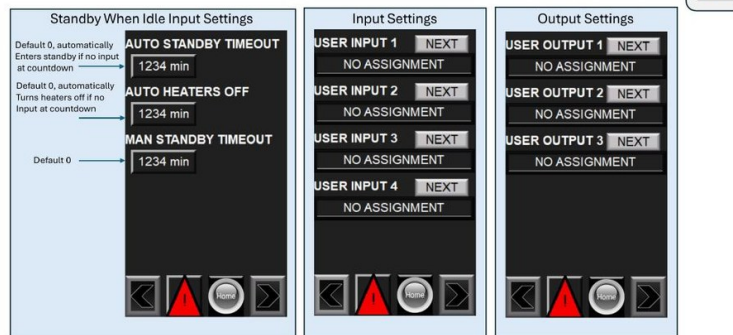 Standby When Idle Input Settings
Default 0, automatically
Enters standby if no input
at countdown
AUTO STANDBY TIMEOUT
1234 min
Default 0, automatically
Turns heaters off if no
Input at countdown
AUTO HEATERS OFF
1234 min
MAN STANDBY TIMEOUT
Default 0
1234 min
Home
Input Settings
USER INPUT 1 NEXT
NO ASSIGNMENT
USER INPUT 2 NEXT
NO ASSIGNMENT
USER INPUT 3 NEXT
NO ASSIGNMENT
USER INPUT 4 NEXT
NO ASSIGNMENT
! Home
Output Settings
USER OUTPUT 1 NEXT
NO ASSIGNMENT
USER OUTPUT 2 NEXT
NO ASSIGNMENT
USER OUTPUT 3 NEXT
NO ASSIGNMENT
! Home